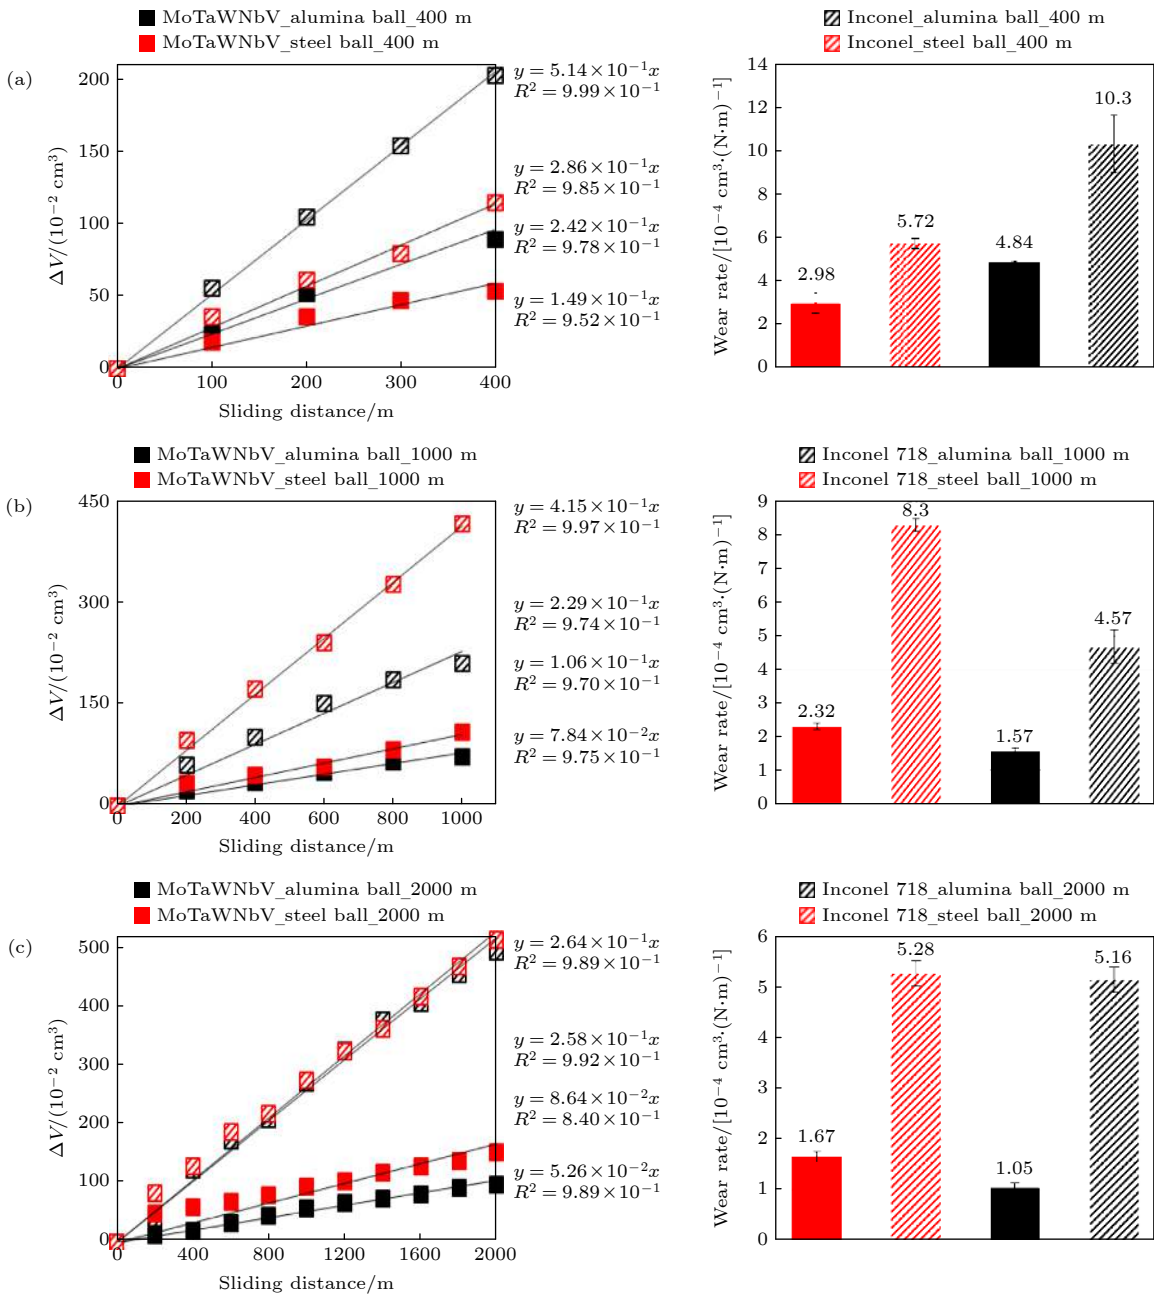 MoTaWNbV_alumina ball_400 m
MoTaWNbV_steel ball_400 m
Inconel_alumina ball_400 m
Inconel_steel ball_400 m
(a)
ΔV/(10⁻² cm³)
200
150
100
50
0
0 100 200 300 400
Sliding distance/m
y = 5.14×10⁻¹x
R² = 9.99×10⁻¹
y = 2.86×10⁻¹x
R² = 9.85×10⁻¹
y = 2.42×10⁻¹x
R² = 9.78×10⁻¹
y = 1.49×10⁻¹x
R² = 9.52×10⁻¹
Wear rate/[10⁻⁴ cm³·(N·m)⁻¹]
14
12
10
8
6
4
2
0
2.98
5.72
4.84
10.3
MoTaWNbV_alumina ball_1000 m
MoTaWNbV_steel ball_1000 m
Inconel 718_alumina ball_1000 m
Inconel 718_steel ball_1000 m
(b)
ΔV/(10⁻² cm³)
450
300
150
0
0 200 400 600 800 1000
Sliding distance/m
y = 4.15×10⁻¹x
R² = 9.97×10⁻¹
y = 2.29×10⁻¹x
R² = 9.74×10⁻¹
y = 1.06×10⁻¹x
R² = 9.70×10⁻¹
y = 7.84×10⁻²x
R² = 9.75×10⁻¹
Wear rate/[10⁻⁴ cm³·(N·m)⁻¹]
9
8
7
6
5
4
3
2
1
0
2.32
8.3
1.57
4.57
MoTaWNbV_alumina ball_2000 m
MoTaWNbV_steel ball_2000 m
Inconel 718_alumina ball_2000 m
Inconel 718_steel ball_2000 m
(c)
ΔV/(10⁻² cm³)
500
400
300
200
100
0
0 400 800 1200 1600 2000
Sliding distance/m
y = 2.64×10⁻¹x
R² = 9.89×10⁻¹
y = 2.58×10⁻¹x
R² = 9.92×10⁻¹
y = 8.64×10⁻²x
R² = 8.40×10⁻¹
y = 5.26×10⁻²x
R² = 9.89×10⁻¹
Wear rate/[10⁻⁴ cm³·(N·m)⁻¹]
6
5
4
3
2
1
0
1.67
5.28
1.05
5.16